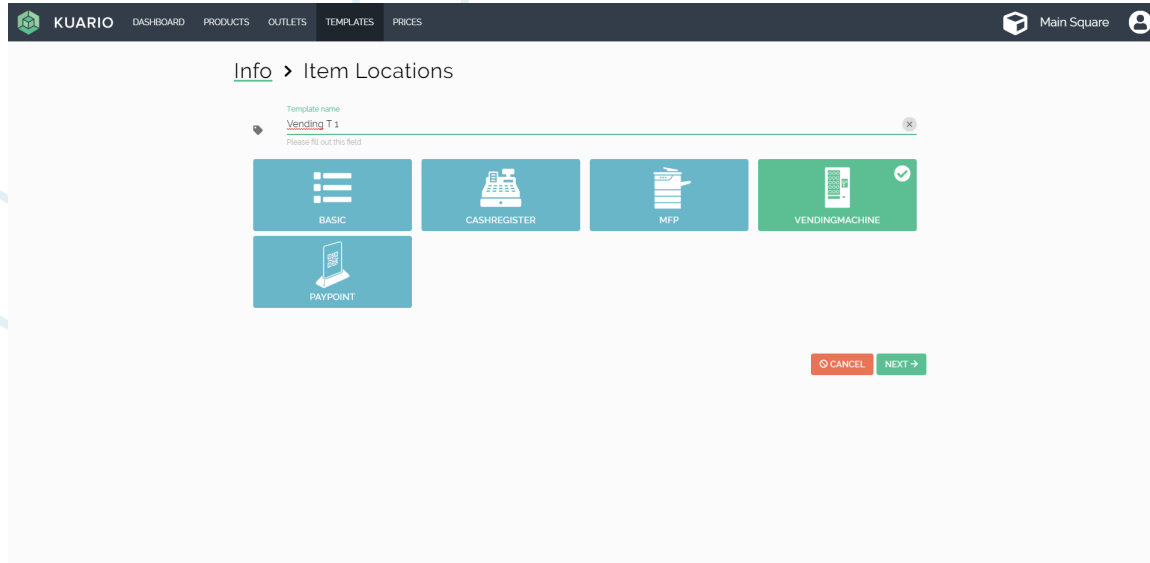 KUARIO DASHBOARD PRODUCTS OUTLETS TEMPLATES PRICES Main Square
Info > Item Locations
Template name
Vending T 1
Please fill out this field
BASIC CASHREGISTER MFP VENDINGMACHINE
PAYPOINT
CANCEL NEXT →